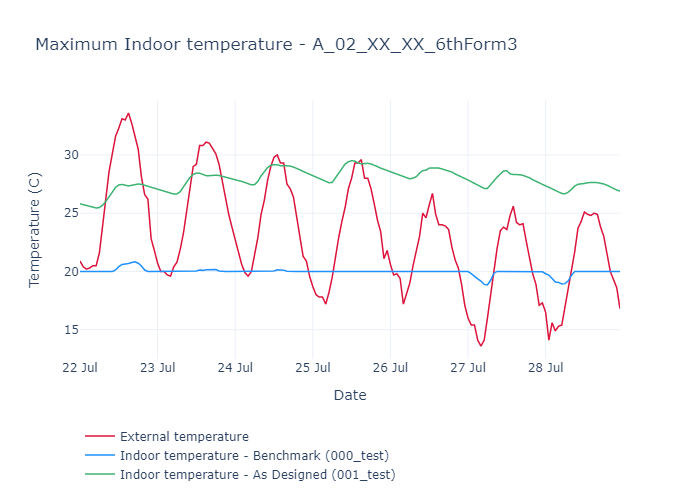 Maximum Indoor temperature - A_02_XX_XX_6thForm3
Temperature (C)
30
25
20
15
22 Jul
23 Jul
24 Jul
25 Jul
26 Jul
27 Jul
28 Jul
Date
External temperature
Indoor temperature - Benchmark (000_test)
Indoor temperature - As Designed (001_test)